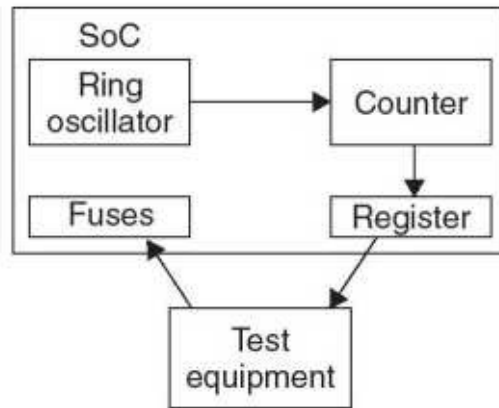 SoC
Ring
oscillator
Counter
Fuses
Register
Test
equipment